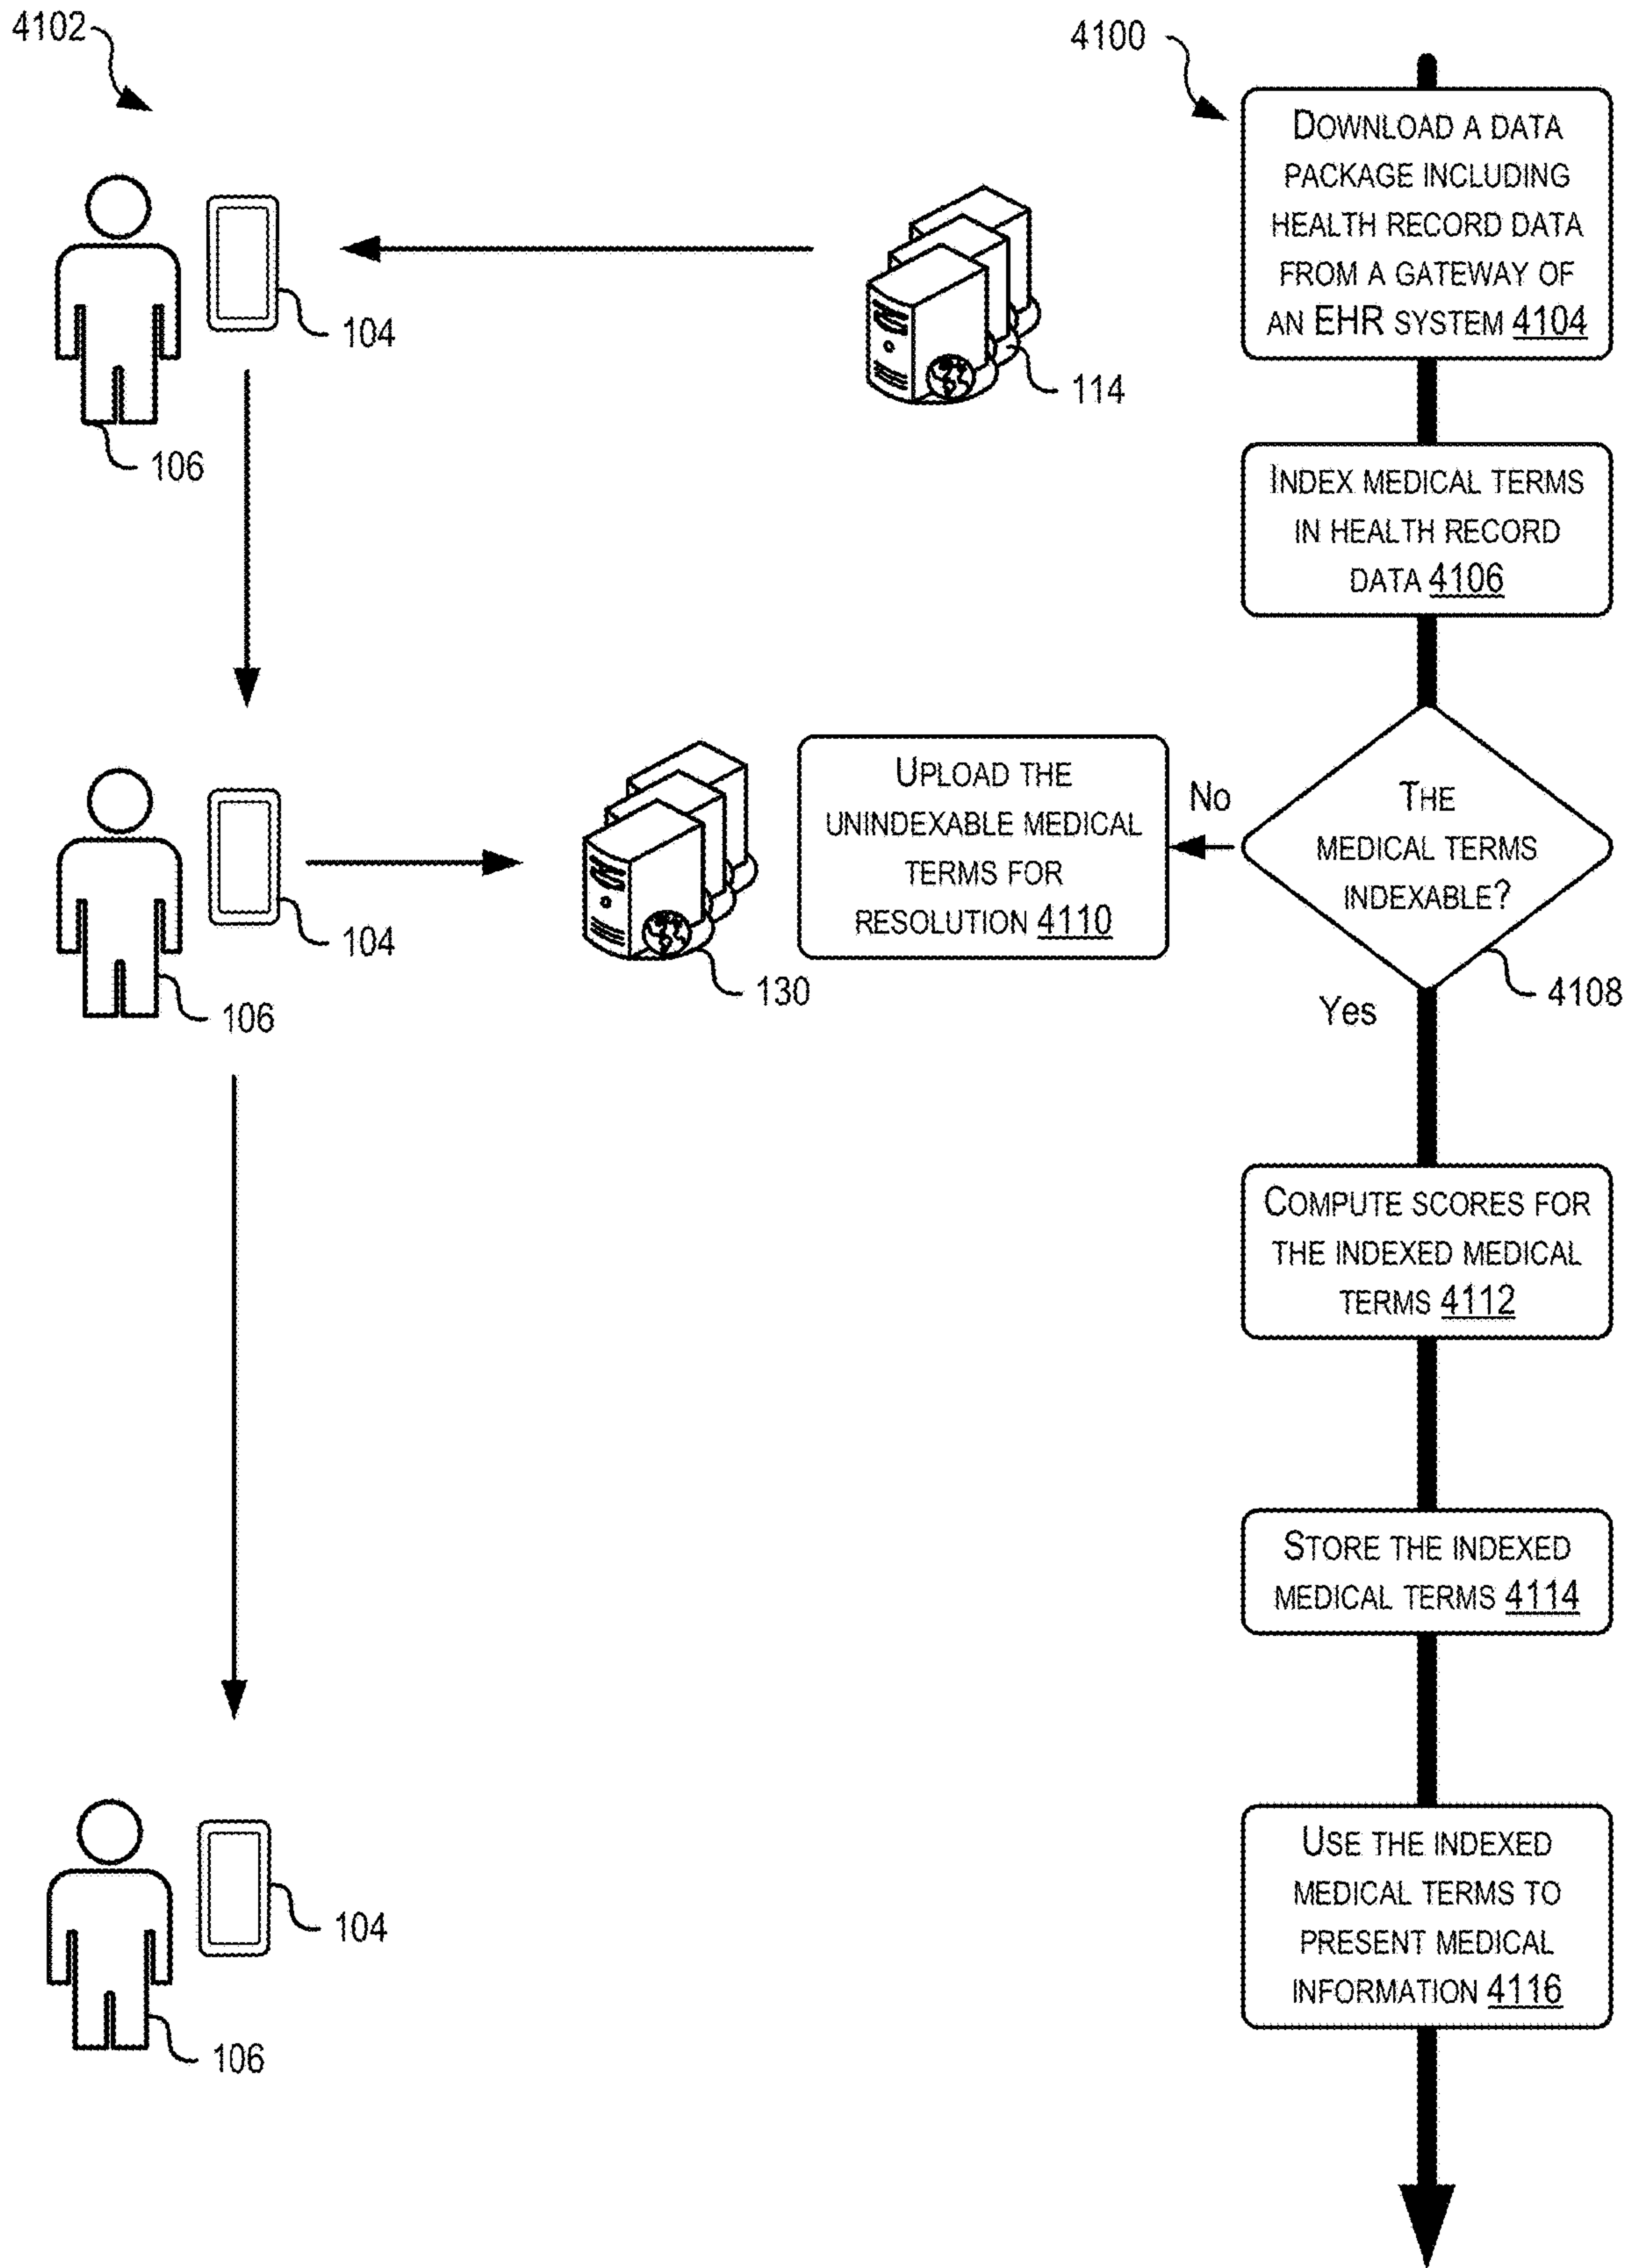 4102
4100
DOWNLOAD A DATA
PACKAGE INCLUDING
HEALTH RECORD DATA
FROM A GATEWAY OF
AN EHR SYSTEM 4104
104
114
106
INDEX MEDICAL TERMS
IN HEALTH RECORD
DATA 4106
UPLOAD THE
UNINDEXABLE MEDICAL
TERMS FOR
RESOLUTION 4110
No
THE
MEDICAL TERMS
INDEXABLE?
104
130
106
4108
Yes
COMPUTE SCORES FOR
THE INDEXED MEDICAL
TERMS 4112
STORE THE INDEXED
MEDICAL TERMS 4114
USE THE INDEXED
MEDICAL TERMS TO
PRESENT MEDICAL
INFORMATION 4116
104
106